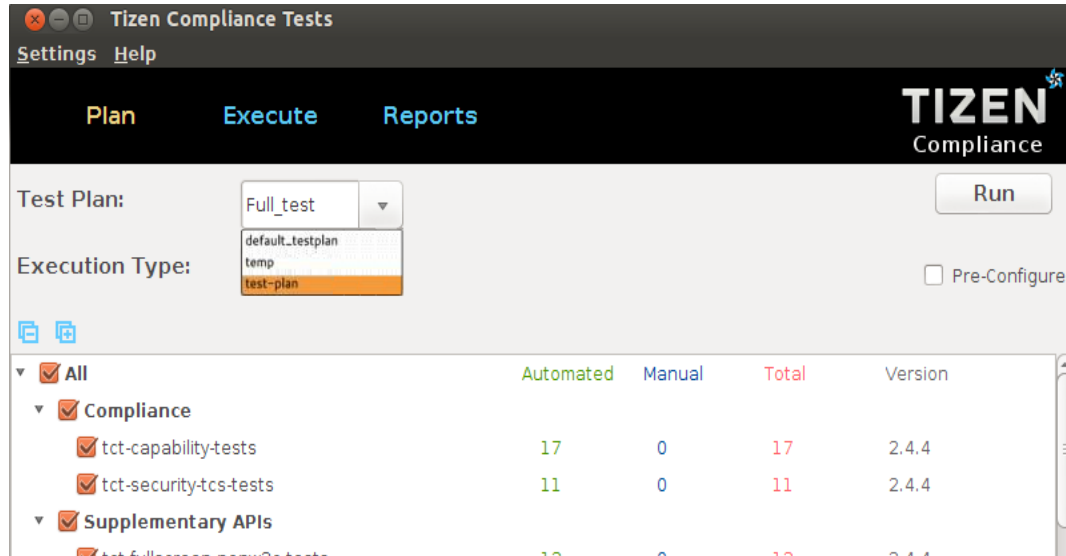 Tizen Compliance Tests
Settings Help
Plan Execute Reports TIZEN
Compliance
Test Plan: Full_test Run
default_testplan
Execution Type: temp Pre-Configure
test-plan
All Automated Manual Total Version
Compliance
tct-capability-tests 17 0 17 2.4.4
tct-security-tcs-tests 11 0 11 2.4.4
Supplementary APIs